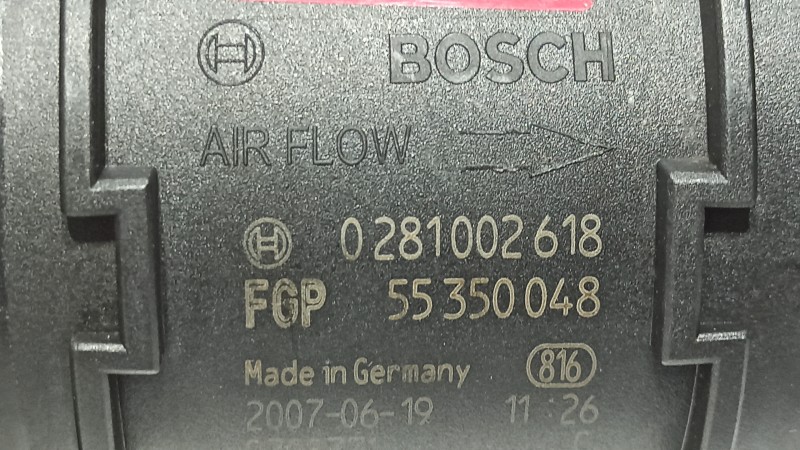 BOSCH
AIR FLOW
0 281 002 618
FGP 55 350 048
Made in Germany 816
2007-06-19 11:26